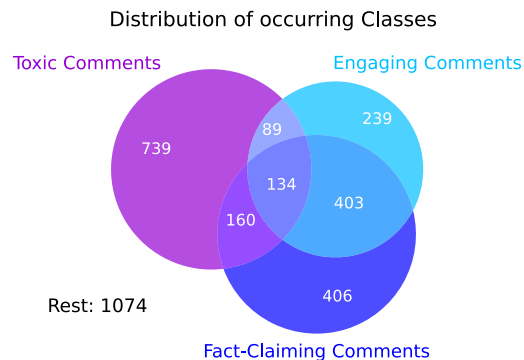 Distribution of occurring Classes
Toxic Comments
Engaging Comments
89
239
739
134
403
160
406
Rest: 1074
Fact-Claiming Comments